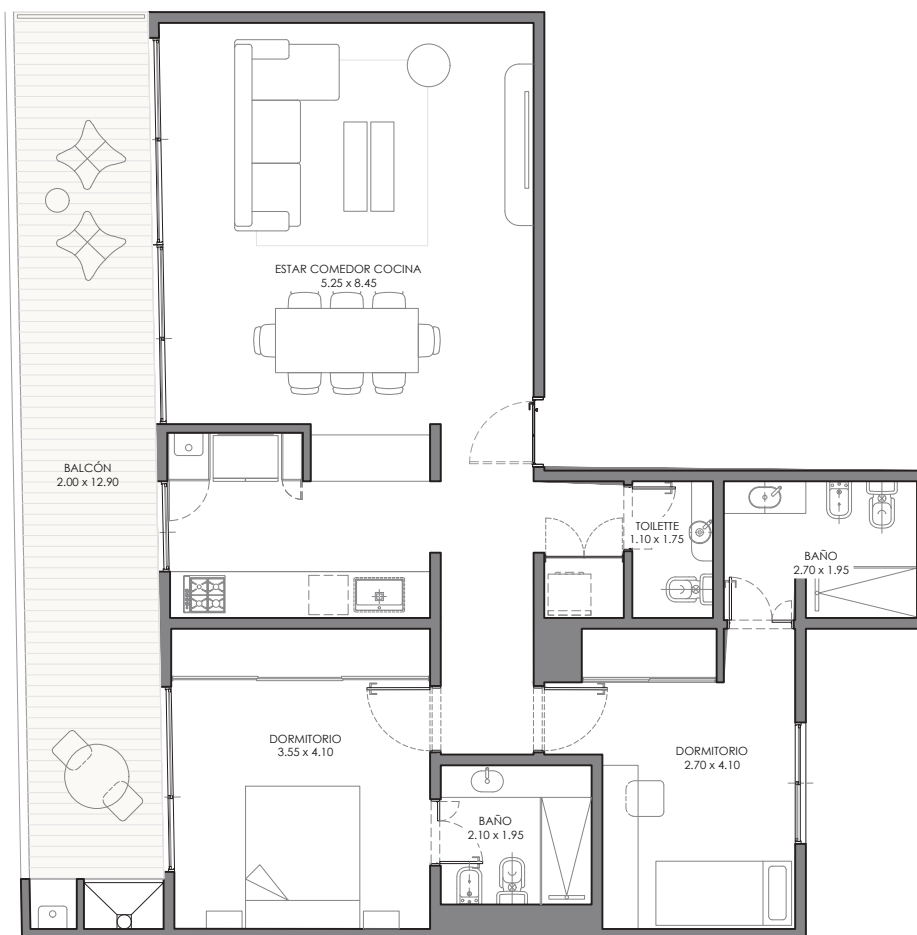 ESTAR COMEDOR COCINA
5.25 x 8.45
BALCÓN
2.00 x 12.90
TOILETTE
1.10 x 1.75
BAÑO
2.70 x 1.95
DORMITORIO
3.55 x 4.10
DORMITORIO
2.70 x 4.10
BAÑO
2.10 x 1.95